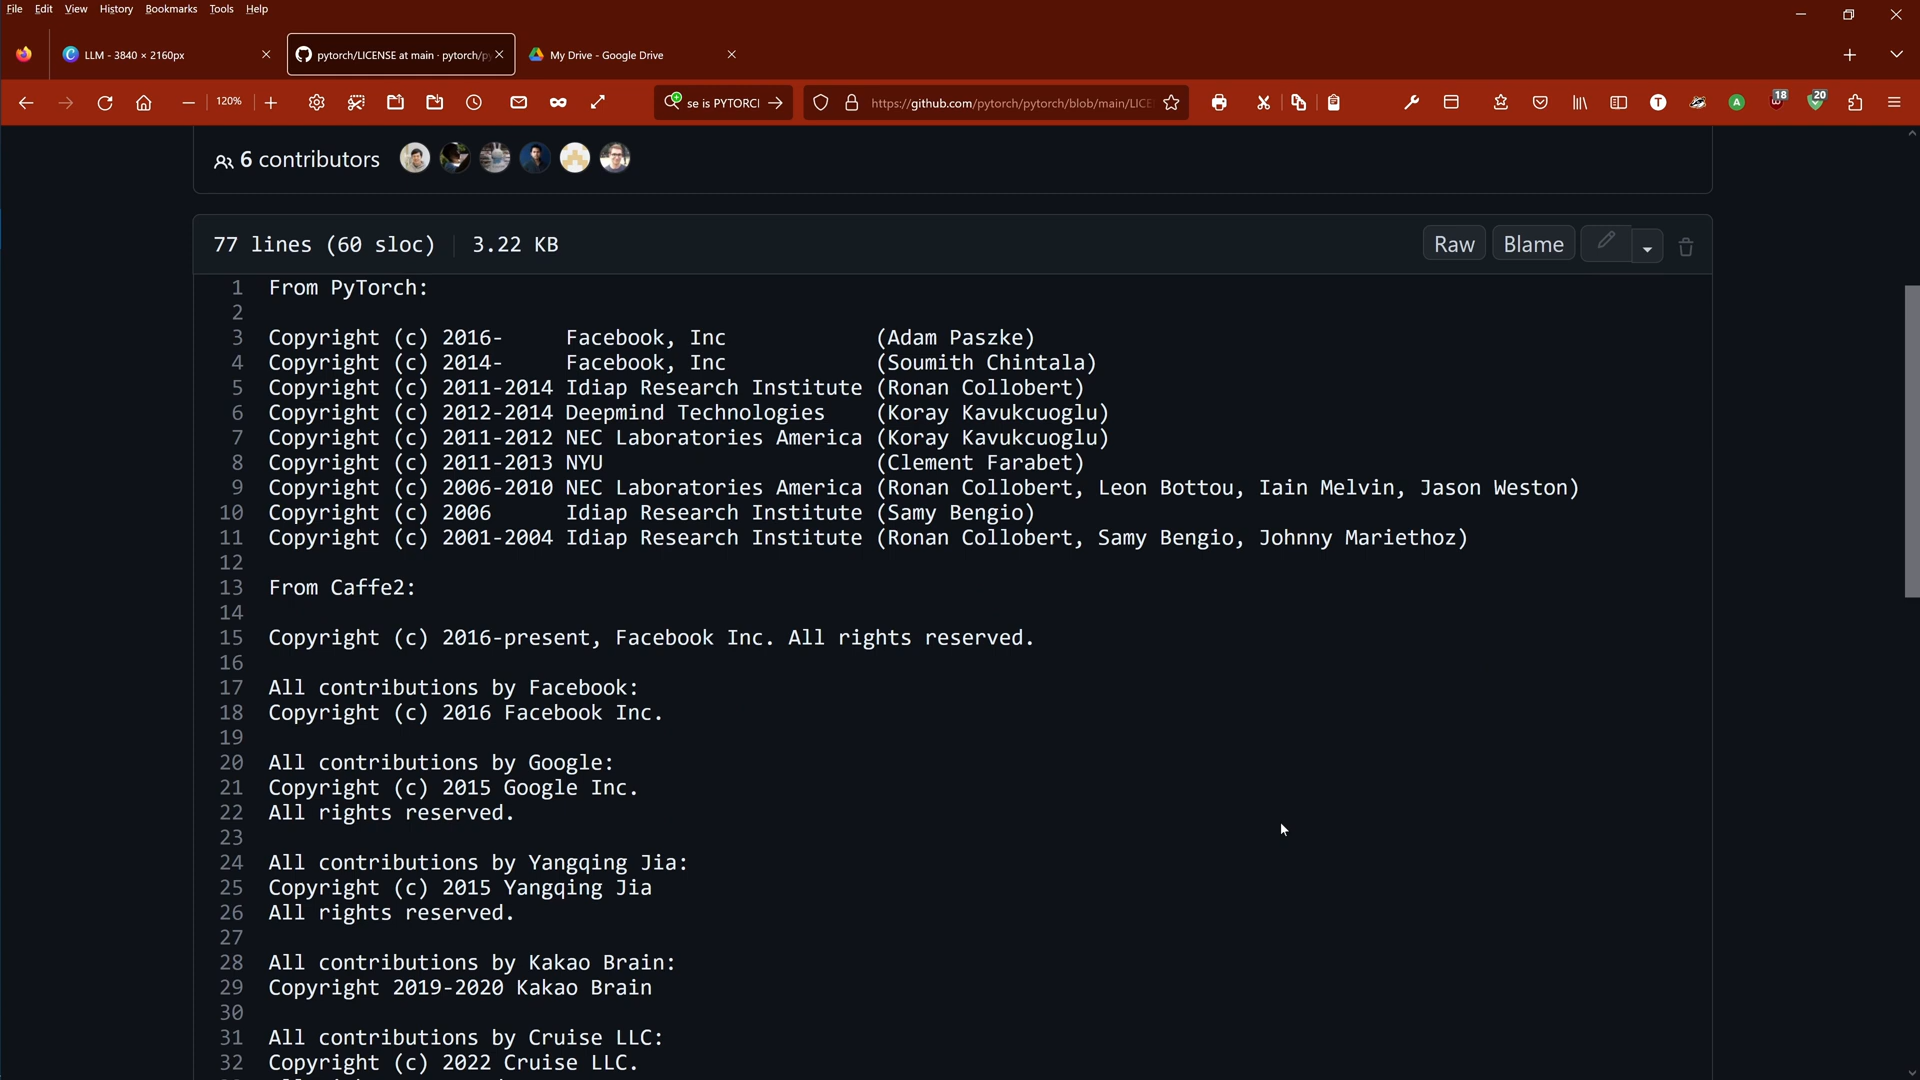 File Edit View History Bookmarks Tools Help
LLM - 3840 × 2160px
pytorch/LICENSE at main · pytorch/py
My Drive - Google Drive
120%
se is PYTORCH
https://github.com/pytorch/pytorch/blob/main/LICE
T
A
18
20
6 contributors
77 lines (60 sloc) 3.22 KB
Raw Blame
1 From PyTorch:
2
3 Copyright (c) 2016- Facebook, Inc (Adam Paszke)
4 Copyright (c) 2014- Facebook, Inc (Soumith Chintala)
5 Copyright (c) 2011-2014 Idiap Research Institute (Ronan Collobert)
6 Copyright (c) 2012-2014 Deepmind Technologies (Koray Kavukcuoglu)
7 Copyright (c) 2011-2012 NEC Laboratories America (Koray Kavukcuoglu)
8 Copyright (c) 2011-2013 NYU (Clement Farabet)
9 Copyright (c) 2006-2010 NEC Laboratories America (Ronan Collobert, Leon Bottou, Iain Melvin, Jason Weston)
10 Copyright (c) 2006 Idiap Research Institute (Samy Bengio)
11 Copyright (c) 2001-2004 Idiap Research Institute (Ronan Collobert, Samy Bengio, Johnny Mariethoz)
12
13 From Caffe2:
14
15 Copyright (c) 2016-present, Facebook Inc. All rights reserved.
16
17 All contributions by Facebook:
18 Copyright (c) 2016 Facebook Inc.
19
20 All contributions by Google:
21 Copyright (c) 2015 Google Inc.
22 All rights reserved.
23
24 All contributions by Yangqing Jia:
25 Copyright (c) 2015 Yangqing Jia
26 All rights reserved.
27
28 All contributions by Kakao Brain:
29 Copyright 2019-2020 Kakao Brain
30
31 All contributions by Cruise LLC:
32 Copyright (c) 2022 Cruise LLC.